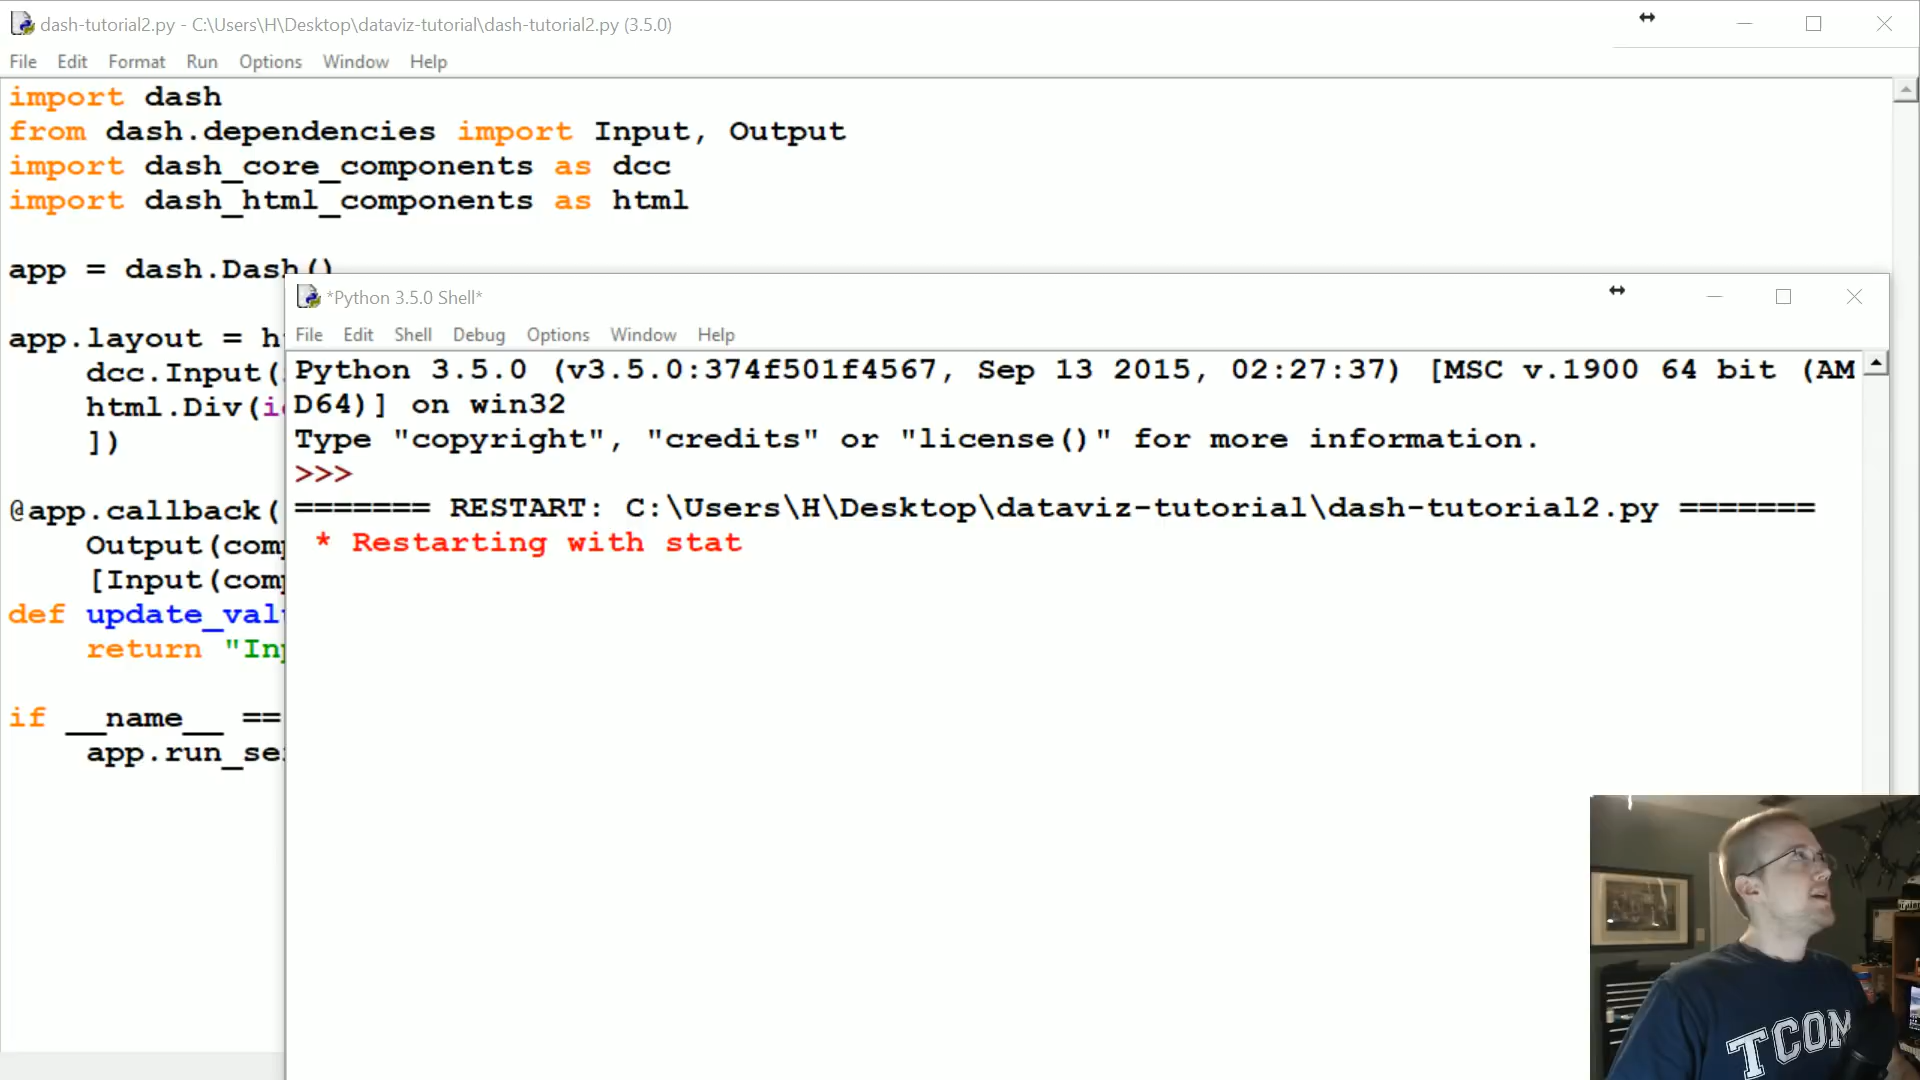 dash-tutorial2.py - C:\Users\H\Desktop\dataviz-tutorial\dash-tutorial2.py (3.5.0)
File Edit Format Run Options Window Help
import dash
from dash.dependencies import Input, Output
import dash_core_components as dcc
import dash_html_components as html
app = dash.Dash()
app.layout = h
dcc.Input(
html.Div(i
])
@app.callback(
Output(com
[Input(com
def update_val
return "In
if __name__ ==
app.run_se
*Python 3.5.0 Shell*
File Edit Shell Debug Options Window Help
Python 3.5.0 (v3.5.0:374f501f4567, Sep 13 2015, 02:27:37) [MSC v.1900 64 bit (AM
D64)] on win32
Type "copyright", "credits" or "license()" for more information.
>>>
======= RESTART: C:\Users\H\Desktop\dataviz-tutorial\dash-tutorial2.py =======
* Restarting with stat
TCOM